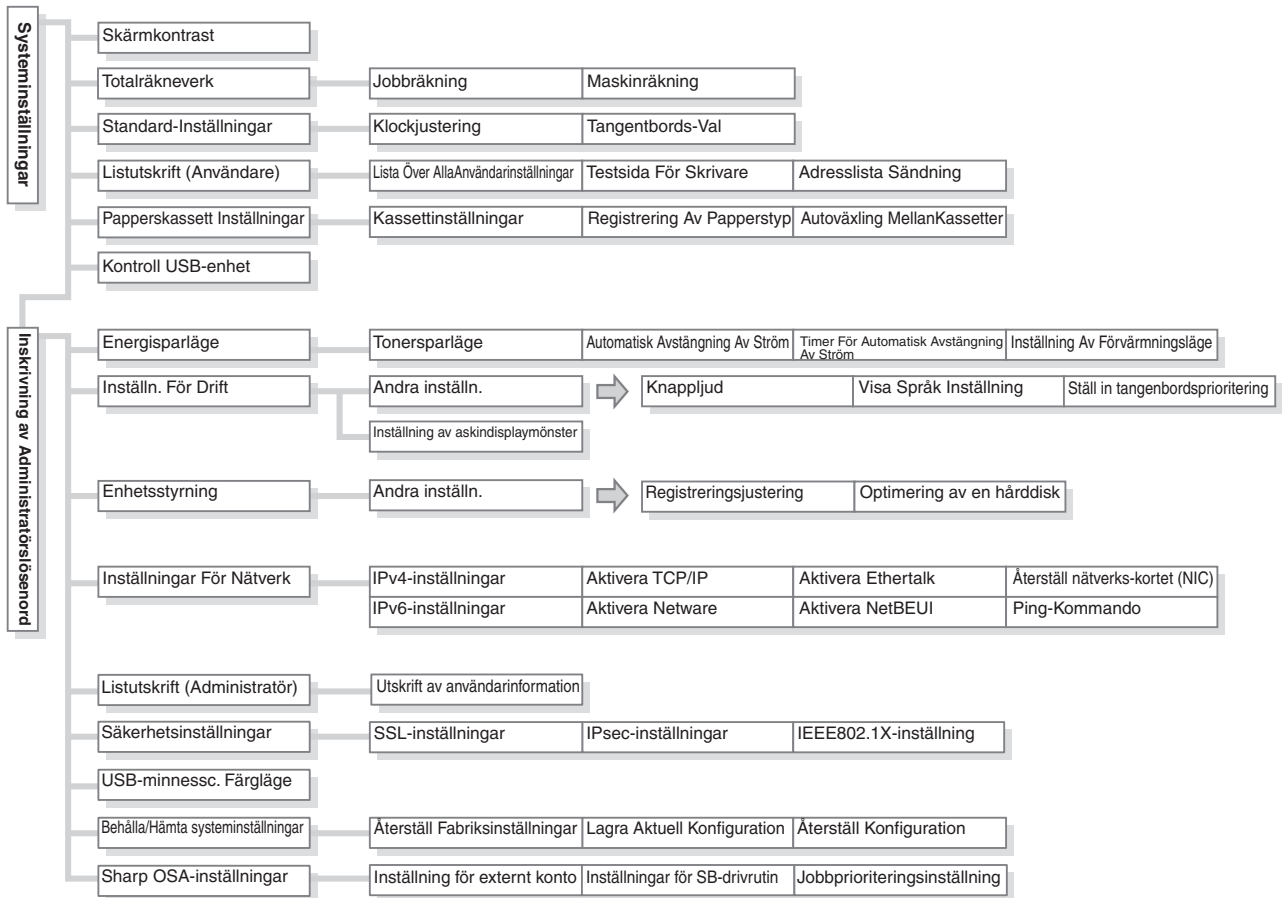 Systeminställningar
Skärmkontrast
Totalräkneverk
Jobbräkning
Maskinräkning
Standard-Inställningar
Klockjustering
Tangentbords-Val
Listutskrift (Användare)
Lista Över AllaAnvändarinställningar
Testsida För Skrivare
Adresslista Sändning
Papperskassett Inställningar
Kassettinställningar
Registrering Av Papperstyp
Autoväxling MellanKassetter
Kontroll USB-enhet
Inskrivning av Administratörslösenord
Energisparläge
Tonersparläge
Automatisk Avstängning Av Ström
Timer För Automatisk Avstängning
Av Ström
Inställning Av Förvärmningsläge
Inställn. För Drift
Andra inställn.
Knappljud
Visa Språk Inställning
Ställ in tangenbordsprioritering
Inställning av askindisplaymönster
Enhetsstyrning
Andra inställn.
Registreringsjustering
Optimering av en hårddisk
Inställningar För Nätverk
IPv4-inställningar
Aktivera TCP/IP
Aktivera Ethertalk
Återställ nätverks-kortet (NIC)
IPv6-inställningar
Aktivera Netware
Aktivera NetBEUI
Ping-Kommando
Listutskrift (Administratör)
Utskrift av användarinformation
Säkerhetsinställningar
SSL-inställningar
IPsec-inställningar
IEEE802.1X-inställning
USB-minnessc. Färgläge
Behålla/Hämta systeminställningar
Återställ Fabriksinställningar
Lagra Aktuell Konfiguration
Återställ Konfiguration
Sharp OSA-inställningar
Inställning för externt konto
Inställningar för SB-drivrutin
Jobbprioriteringsinställning